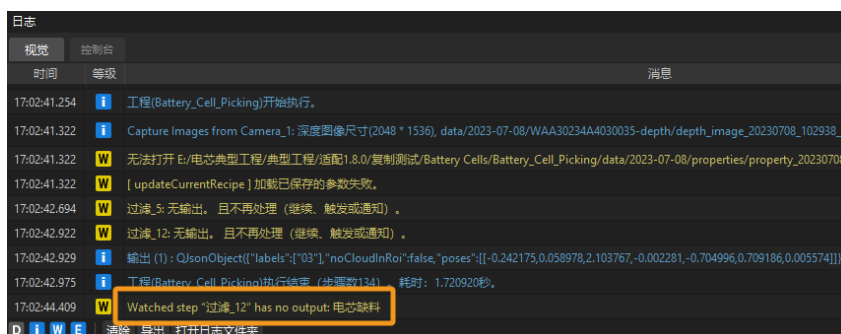 日志
视觉 控制台
时间 等级 消息
17:02:41.254 i 工程(Battery_Cell_Picking)开始执行。
17:02:41.322 i Capture Images from Camera_1: 深度图像尺寸(2048 * 1536), data/2023-07-08/WAA30234A4030035-depth/depth_image_20230708_102938_
17:02:41.322 W 无法打开 E:/电芯典型工程/典型工程/适配1.8.0/复制测试/Battery Cells/Battery_Cell_Picking/data/2023-07-08/properties/property_20230708
17:02:41.322 W [ updateCurrentRecipe ] 加载已保存的参数失败。
17:02:42.694 W 过滤_5: 无输出。 且不再处理（继续、触发或通知）。
17:02:42.922 W 过滤_12: 无输出。 且不再处理（继续、触发或通知）。
17:02:42.929 i 输出 (1) : QJsonObject({"labels":["03"],"noCloudInRoi":false,"poses":[[-0.242175,0.058978,2.103767,-0.002281,-0.704996,0.709186,0.005574]]}
17:02:42.975 i 工程(Battery_Cell_Picking)执行结束（步骤数134）， 耗时：1.720920秒。
17:02:44.409 W Watched step "过滤_12" has no output: 电芯缺料
D i W E 清除 导出 打开日志文件夹